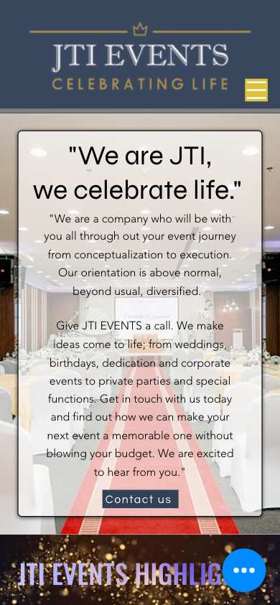 JTI EVENTS
CELEBRATING LIFE
"We are JTI,
we celebrate life."
"We are a company who will be with
you all through out your event journey
from conceptualization to execution.
Our orientation is above normal,
beyond usual, diversified.
Give JTI EVENTS a call. We make
ideas come to life; from weddings,
birthdays, dedication and corporate
events to private parties and special
functions. Get in touch with us today
and find out how we can make your
next event a memorable one without
blowing your budget. We are excited
to hear from you."
Contact us
JTI EVENTS